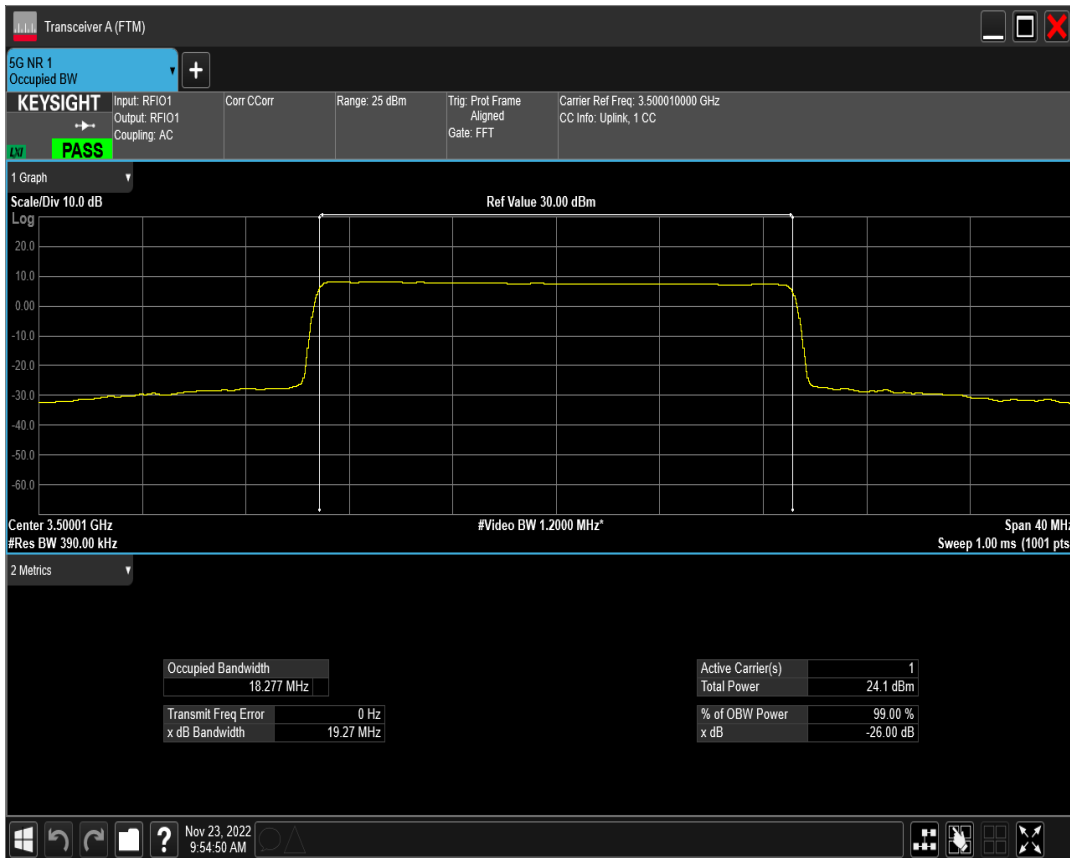 Transceiver A (FTM)
5G NR 1
Occupied BW
+
KEYSIGHT
LXI
PASS
Input: RFIO1
Output: RFIO1
Coupling: AC
Corr CCorr
Range: 25 dBm
Trig: Prot Frame
Aligned
Gate: FFT
Carrier Ref Freq: 3.500010000 GHz
CC Info: Uplink, 1 CC
1 Graph
Scale/Div 10.0 dB
Ref Value 30.00 dBm
Log
20.0
10.0
0.00
-10.0
-20.0
-30.0
-40.0
-50.0
-60.0
Center 3.50001 GHz
#Video BW 1.2000 MHz*
Span 40 MHz
#Res BW 390.00 kHz
Sweep 1.00 ms (1001 pts
2 Metrics
Occupied Bandwidth
18.277 MHz
Transmit Freq Error 0 Hz
x dB Bandwidth 19.27 MHz
Active Carrier(s) 1
Total Power 24.1 dBm
% of OBW Power 99.00 %
x dB -26.00 dB
?
Nov 23, 2022
9:54:50 AM